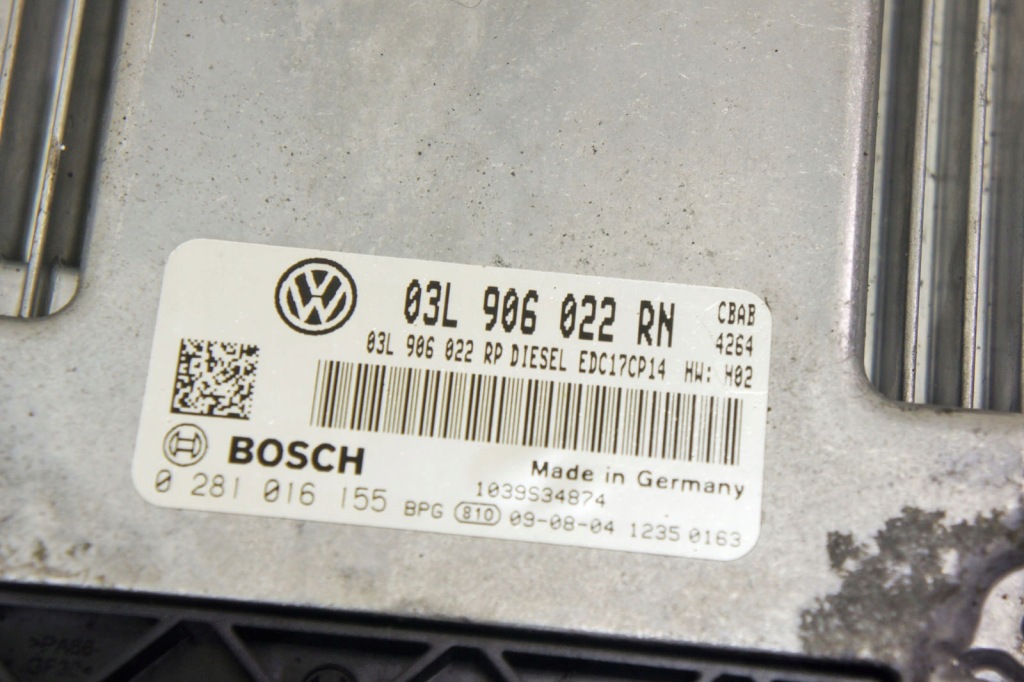 03L 906 022 RN
CBAB
4264
03L 906 022 RP DIESEL EDC17CP14 HW: H02
BOSCH
Made in Germany
1039S34874
0 281 016 155 BPG 810 09-08-04 1235 0163